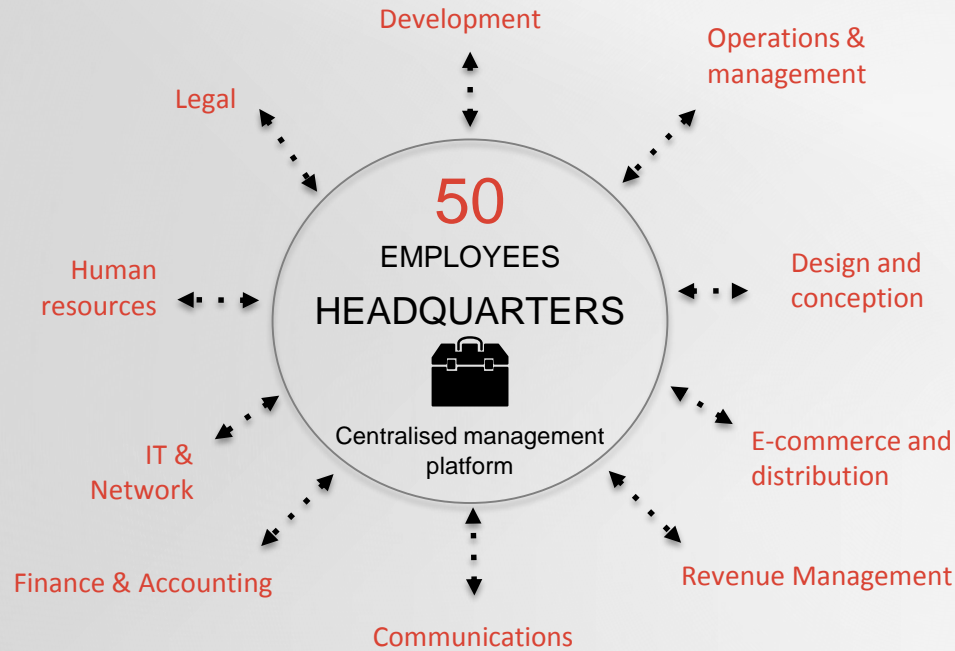 Development
Operations &
management
Legal
50
EMPLOYEES
HEADQUARTERS
Centralised management
platform
Human
resources
Design and
conception
IT &
Network
E-commerce and
distribution
Finance & Accounting
Revenue Management
Communications